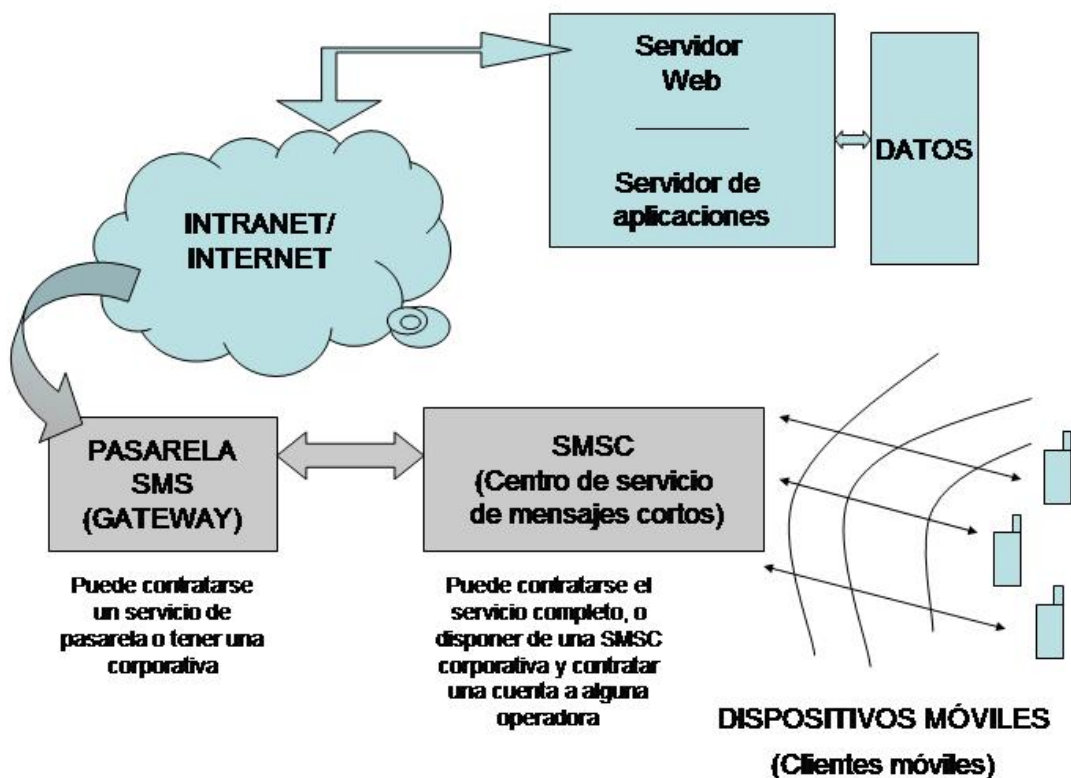 Servidor
Web
Servidor de
aplicaciones
DATOS
INTRANET/
INTERNET
PASARELA
SMS
(GATEWAY)
SMSC
(Centro de servicio
de mensajes cortos)
Puede contratarse
un servicio de
pasarela o tener una
corporativa
Puede contratarse el
servicio completo, o
disponer de una SMSC
corporativa y contratar
una cuenta a alguna
operadora
DISPOSITIVOS MÓVILES
(Clientes móviles)